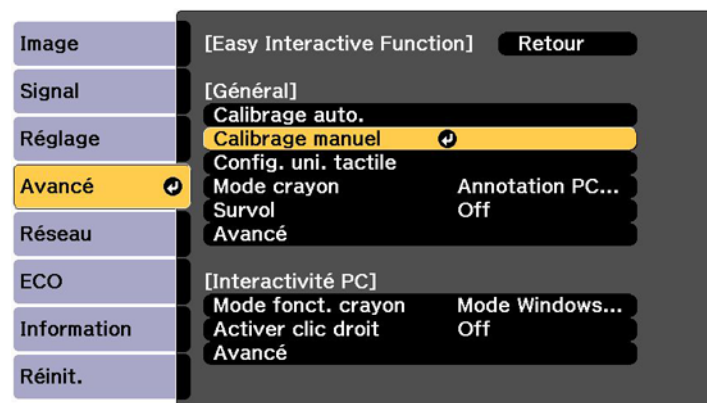 Image
Signal
Réglage
Avancé
Réseau
ECO
Information
Réinit.
[Easy Interactive Function] Retour
[Général]
Calibrage auto.
Calibrage manuel
Config. uni. tactile
Mode crayon Annotation PC...
Survol Off
Avancé
[Interactivité PC]
Mode fonct. crayon Mode Windows...
Activer clic droit Off
Avancé